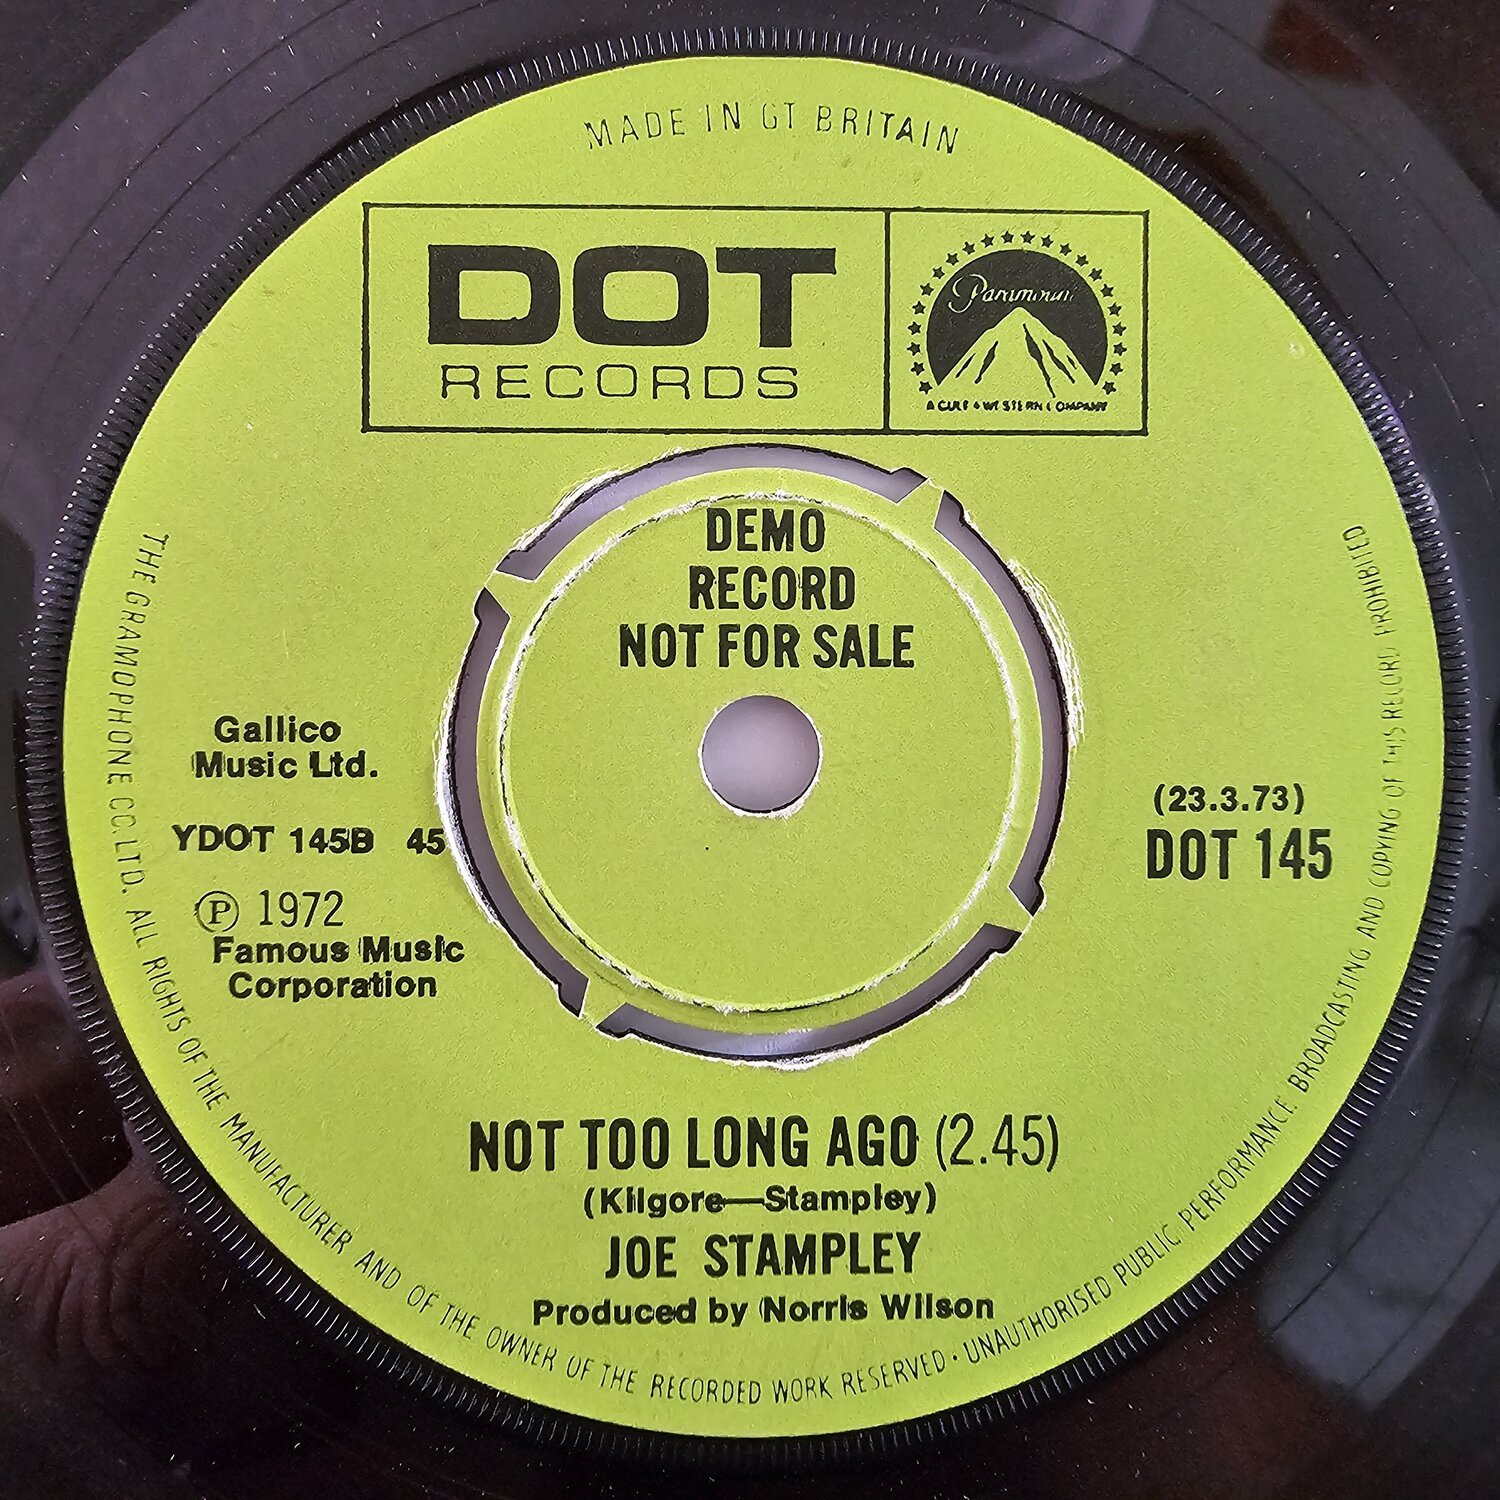 MADE IN GT BRITAIN
DOT
RECORDS
Paramount
A GULF + WESTERN COMPANY
DEMO
RECORD
NOT FOR SALE
Gallico
Music Ltd.
YDOT 145B 45
Ⓟ 1972
Famous Music
Corporation
(23.3.73)
DOT 145
NOT TOO LONG AGO (2.45)
(Kilgore—Stampley)
JOE STAMPLEY
Produced by Norris Wilson
THE GRAMOPHONE CO. LTD. ALL RIGHTS OF THE MANUFACTURER AND OF THE OWNER OF THE RECORDED WORK RESERVED · UNAUTHORISED PUBLIC PERFORMANCE. BROADCASTING AND COPYING OF THIS RECORD PROHIBITED